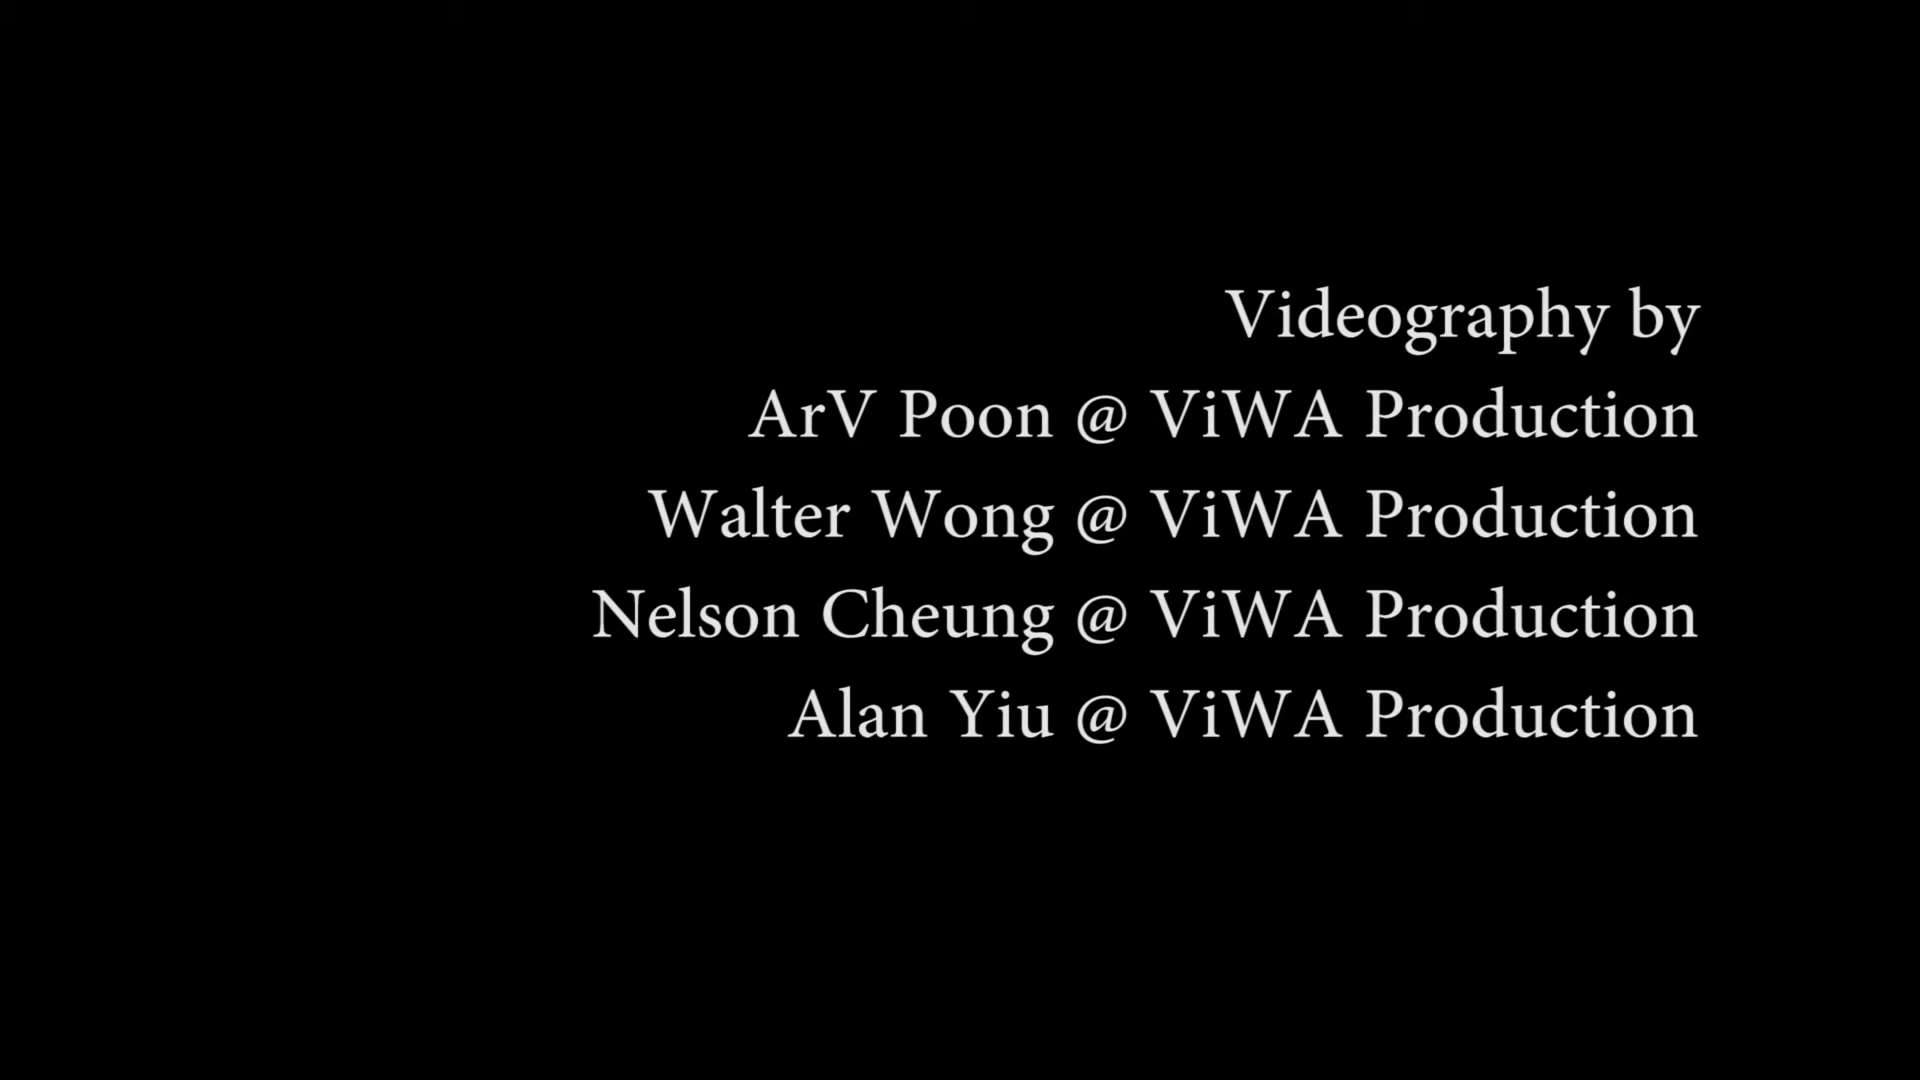 Videography by
ArV Poon @ ViWA Production
Walter Wong @ ViWA Production
Nelson Cheung @ ViWA Production
Alan Yiu @ ViWA Production